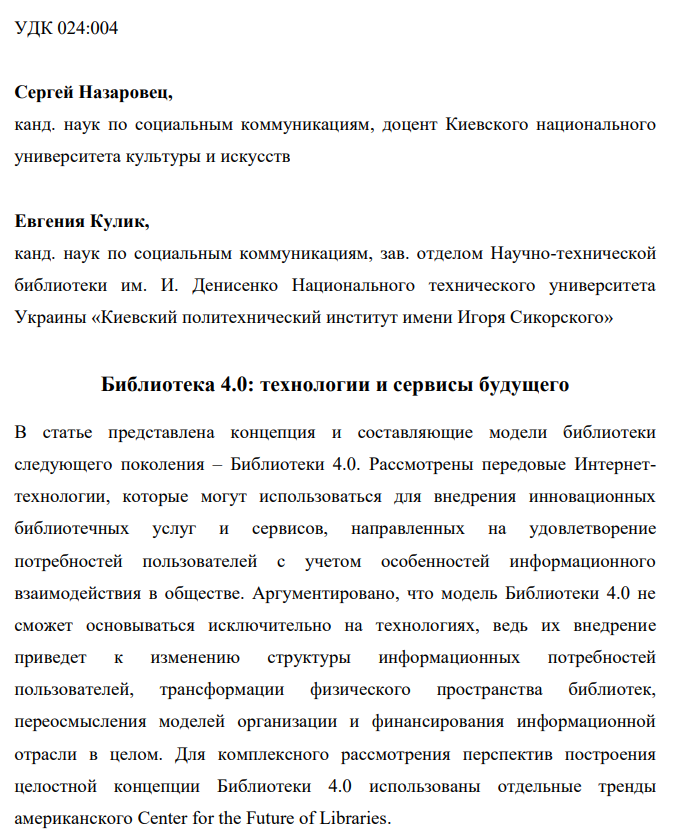 УДК 024:004
Сергей Назаровец,
канд. наук по социальным коммуникациям, доцент Киевского национального
университета культуры и искусств
Евгения Кулик,
канд. наук по социальным коммуникациям, зав. отделом Научно-технической
библиотеки им. И. Денисенко Национального технического университета
Украины «Киевский политехнический институт имени Игоря Сикорского»
Библиотека 4.0: технологии и сервисы будущего
В статье представлена концепция и составляющие модели библиотеки
следующего поколения – Библиотеки 4.0. Рассмотрены передовые Интернет-
технологии, которые могут использоваться для внедрения инновационных
библиотечных услуг и сервисов, направленных на удовлетворение
потребностей пользователей с учетом особенностей информационного
взаимодействия в обществе. Аргументировано, что модель Библиотеки 4.0 не
сможет основываться исключительно на технологиях, ведь их внедрение
приведет к изменению структуры информационных потребностей
пользователей, трансформации физического пространства библиотек,
переосмысления моделей организации и финансирования информационной
отрасли в целом. Для комплексного рассмотрения перспектив построения
целостной концепции Библиотеки 4.0 использованы отдельные тренды
американского Center for the Future of Libraries.